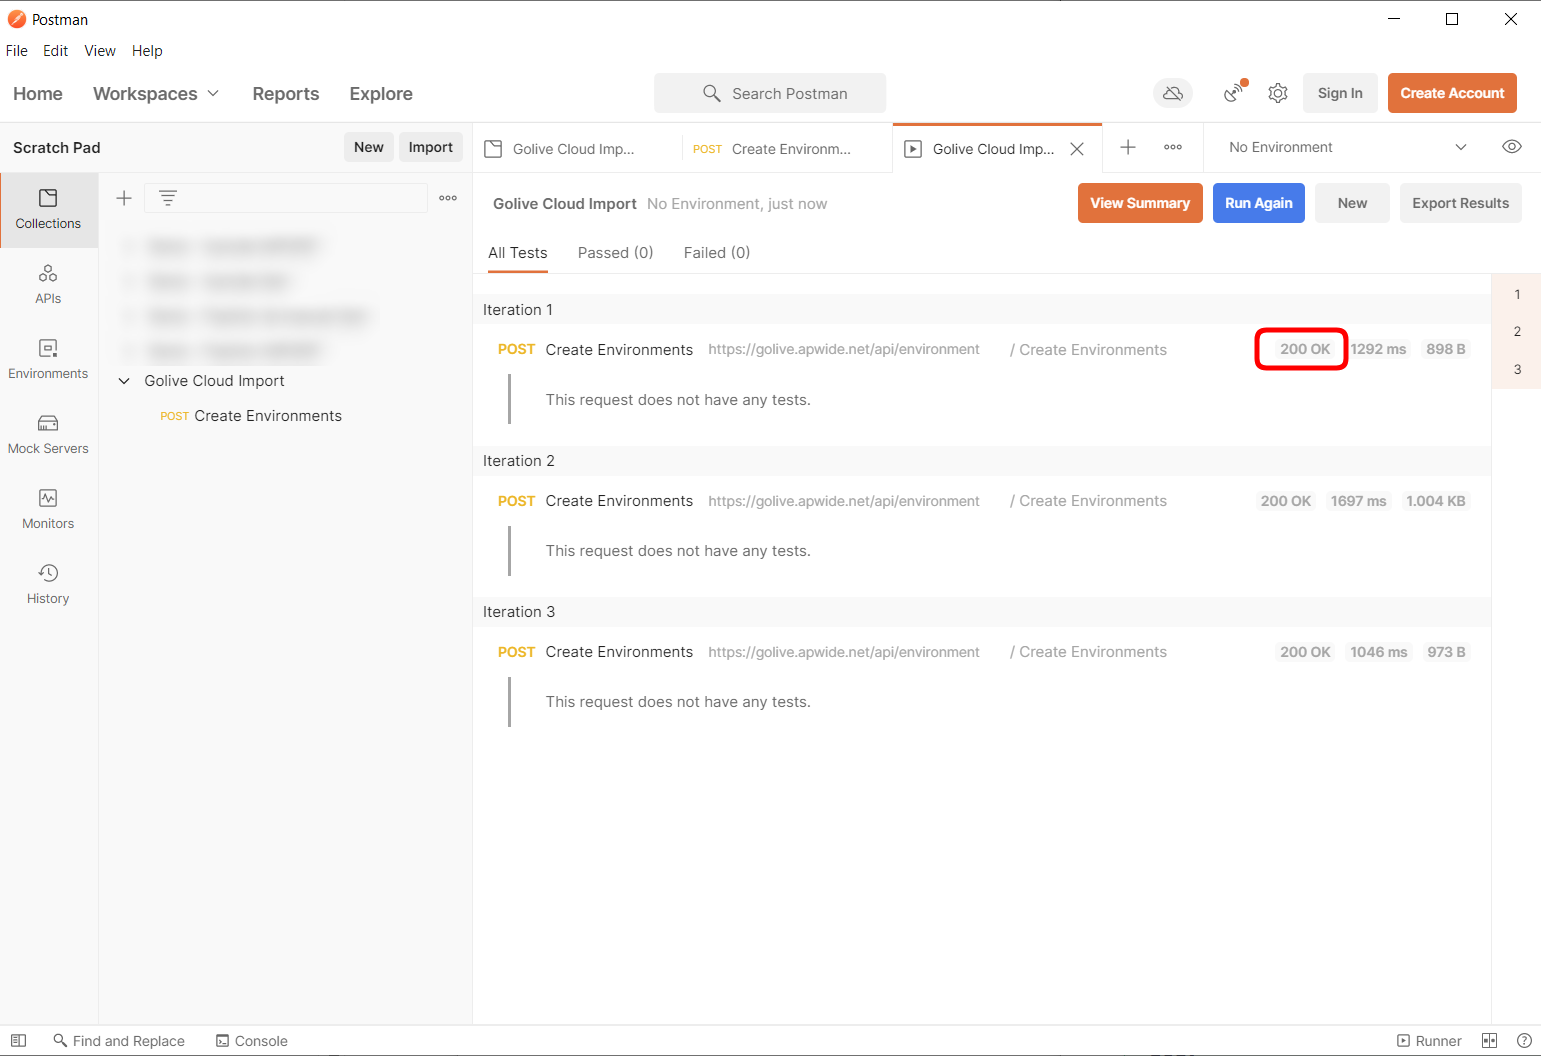 Postman
File Edit View Help
Home Workspaces Reports Explore Search Postman Sign In Create Account
Scratch Pad New Import Golive Cloud Imp... POST Create Environm... Golive Cloud Imp... No Environment
Collections
APIs
Environments
Mock Servers
Monitors
History
Golive Cloud Import
POST Create Environments
Golive Cloud Import No Environment, just now View Summary Run Again New Export Results
All Tests Passed (0) Failed (0)
Iteration 1
POST Create Environments https://golive.apwide.net/api/environment / Create Environments 200 OK 1292 ms 898 B
This request does not have any tests.
Iteration 2
POST Create Environments https://golive.apwide.net/api/environment / Create Environments 200 OK 1697 ms 1.004 KB
This request does not have any tests.
Iteration 3
POST Create Environments https://golive.apwide.net/api/environment / Create Environments 200 OK 1046 ms 973 B
This request does not have any tests.
1
2
3
Find and Replace Console Runner